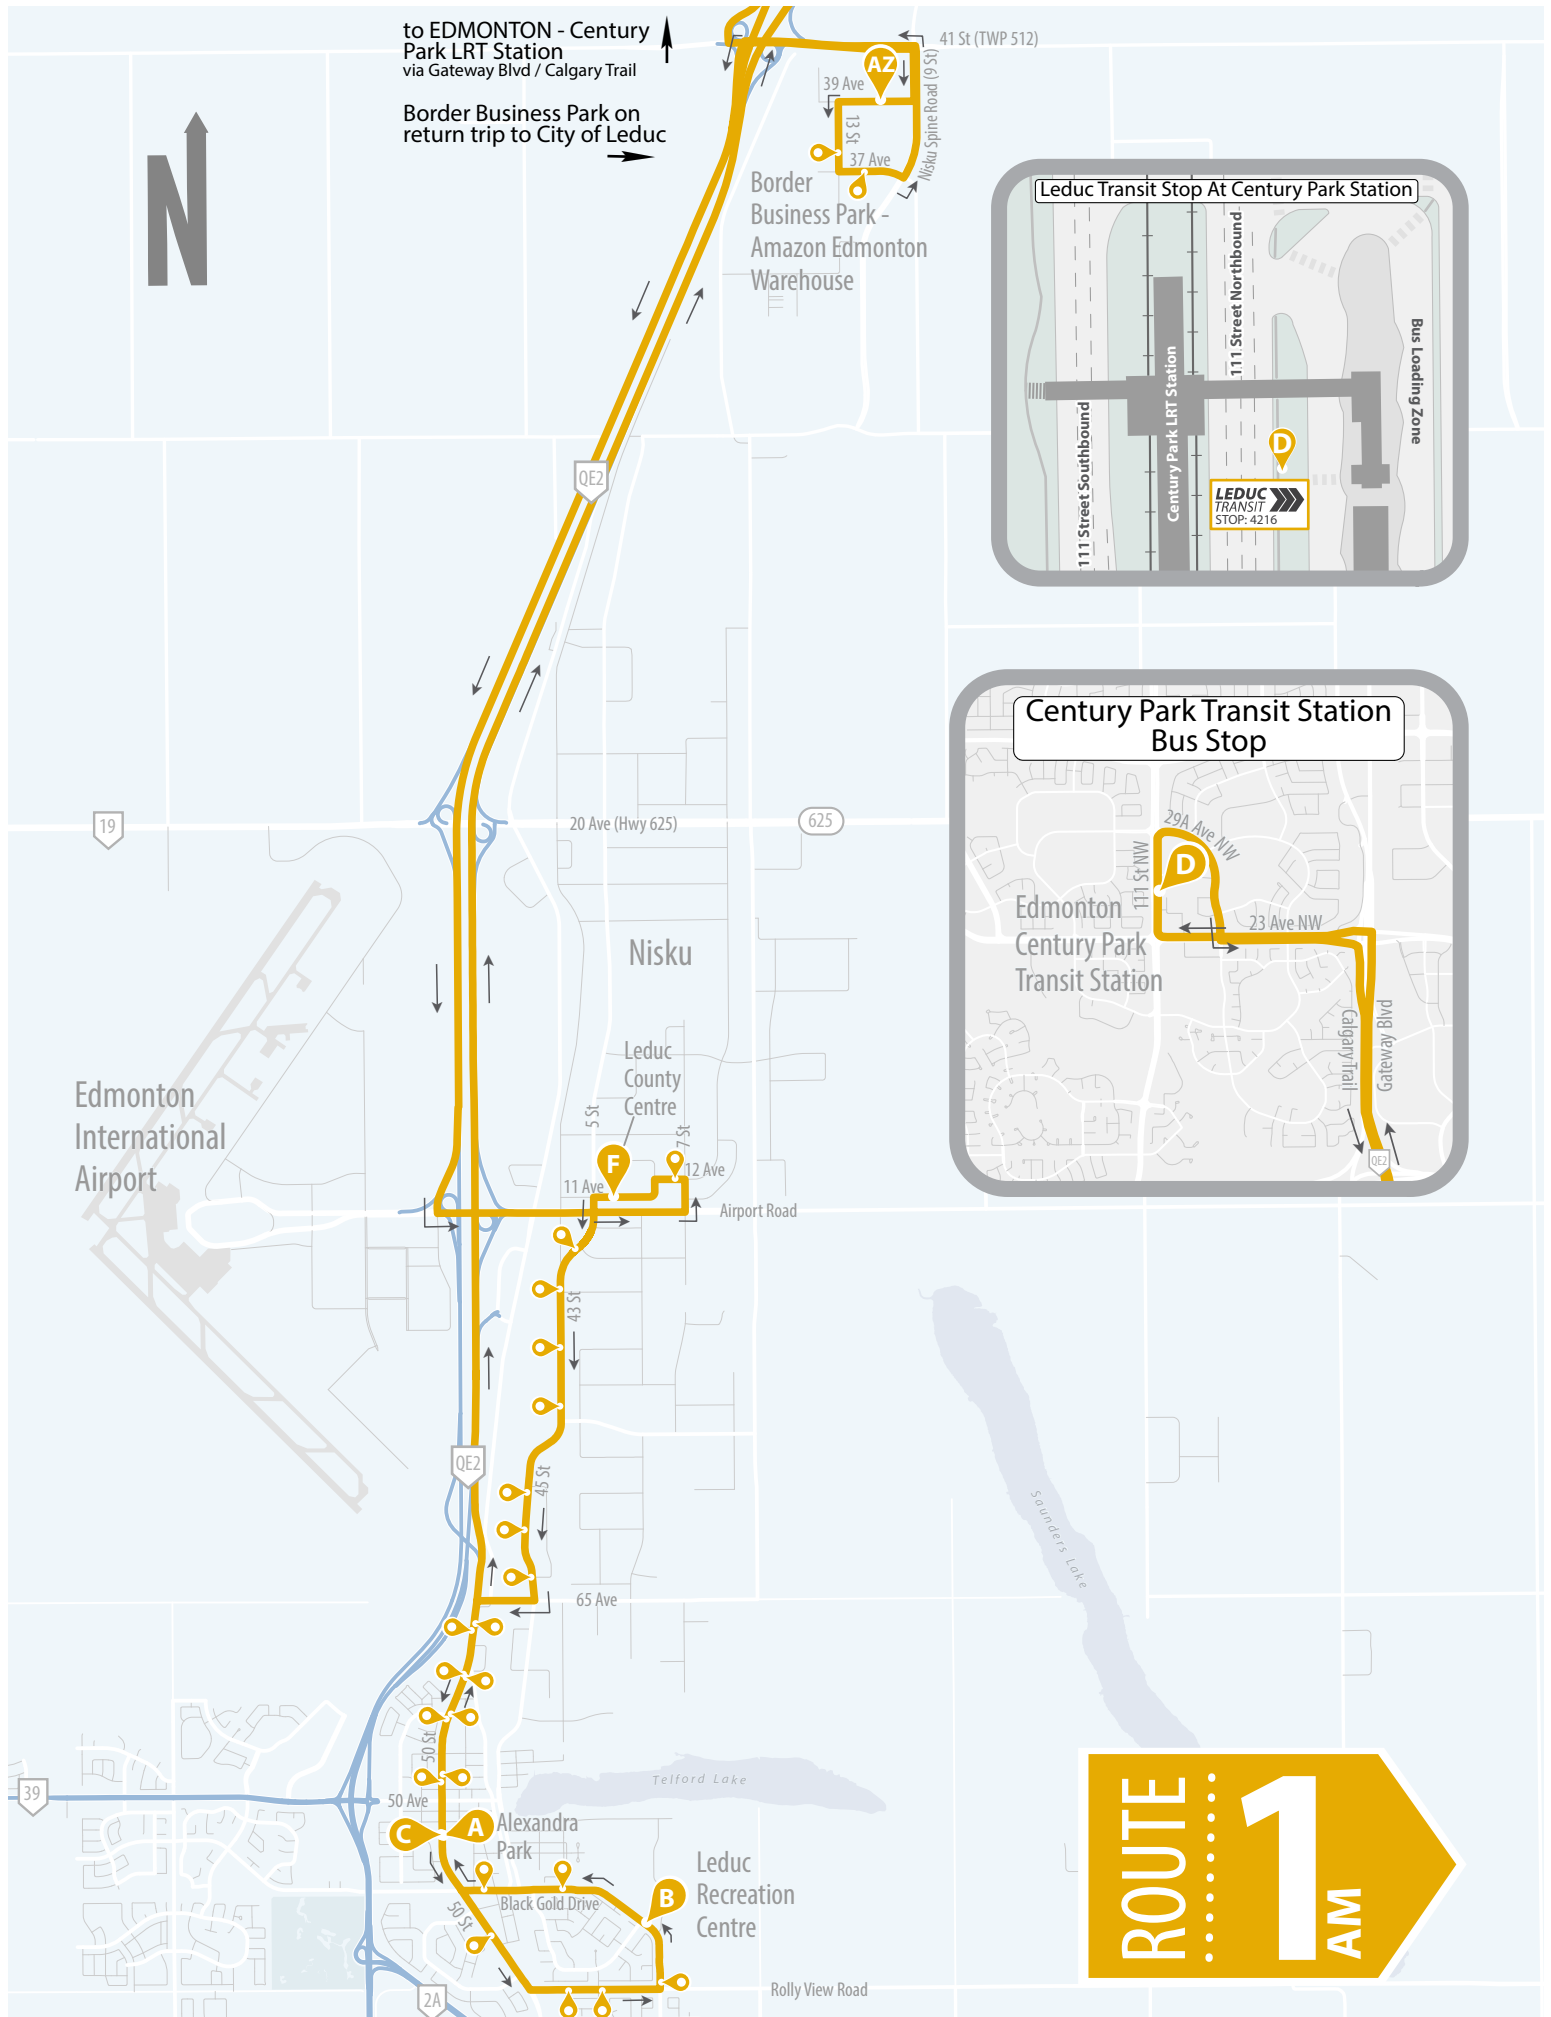 to EDMONTON - Century
Park LRT Station
via Gateway Blvd / Calgary Trail
Border Business Park on
return trip to City of Leduc
N
41 St (TWP 512)
AZ
39 Ave
13 St
37 Ave
Nisku Spine Road (9 St)
Border
Business Park -
Amazon Edmonton
Warehouse
Leduc Transit Stop At Century Park Station
111 Street Northbound
111 Street Southbound
Century Park LRT Station
Bus Loading Zone
D
LEDUC
TRANSIT
STOP: 4216
QE2
Century Park Transit Station
Bus Stop
29A Ave NW
111 St NW
D
23 Ave NW
Edmonton
Century Park
Transit Station
Calgary Trail
Gateway Blvd
QE2
19
20 Ave (Hwy 625)
625
Nisku
Edmonton
International
Airport
Leduc
County
Centre
5 St
7 St
F
11 Ave
12 Ave
Airport Road
43 St
QE2
45 St
65 Ave
Saunders Lake
50 St
Telford Lake
39
50 Ave
C
A
Alexandra
Park
Leduc
Recreation
Centre
B
Black Gold Drive
50 St
Rolly View Road
2A
ROUTE
1
AM